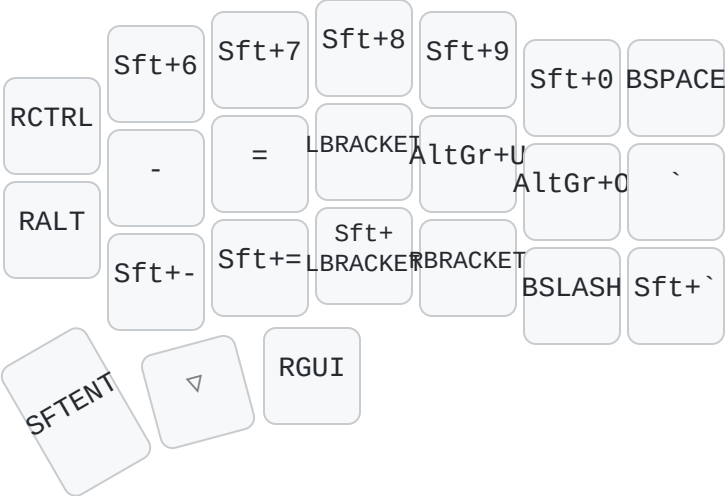 Sft+6
Sft+7
Sft+8
Sft+9
Sft+0
BSPACE
RCTRL
-
=
LBRACKET
AltGr+U
AltGr+O
`
RALT
Sft+-
Sft+=
Sft+
LBRACKET
RBRACKET
BSLASH
Sft+`
SFTENT
▽
RGUI